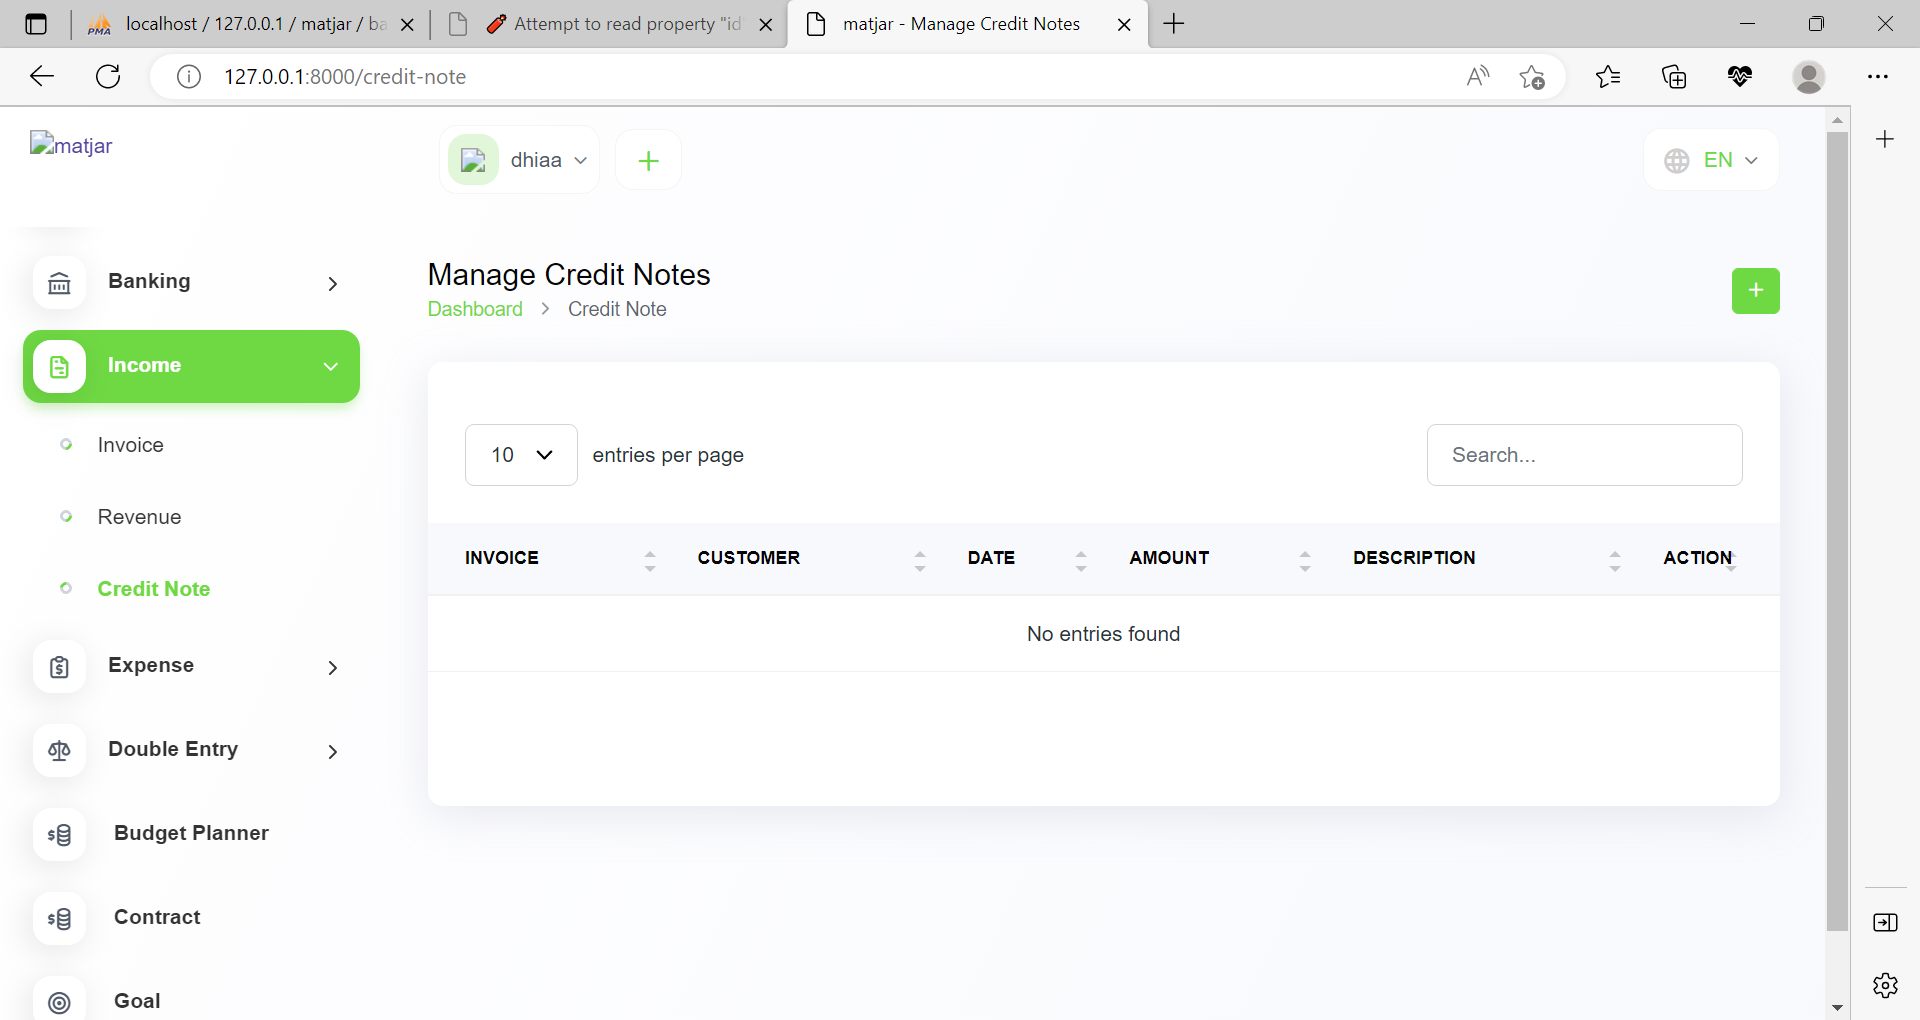 localhost / 127.0.0.1 / matjar / ba
Attempt to read property "id"
matjar - Manage Credit Notes
127.0.0.1:8000/credit-note
matjar
dhiaa
EN
Banking
Income
Invoice
Revenue
Credit Note
Expense
Double Entry
Budget Planner
Contract
Goal
Manage Credit Notes
Dashboard > Credit Note
10 entries per page
Search...
INVOICE CUSTOMER DATE AMOUNT DESCRIPTION ACTION
No entries found